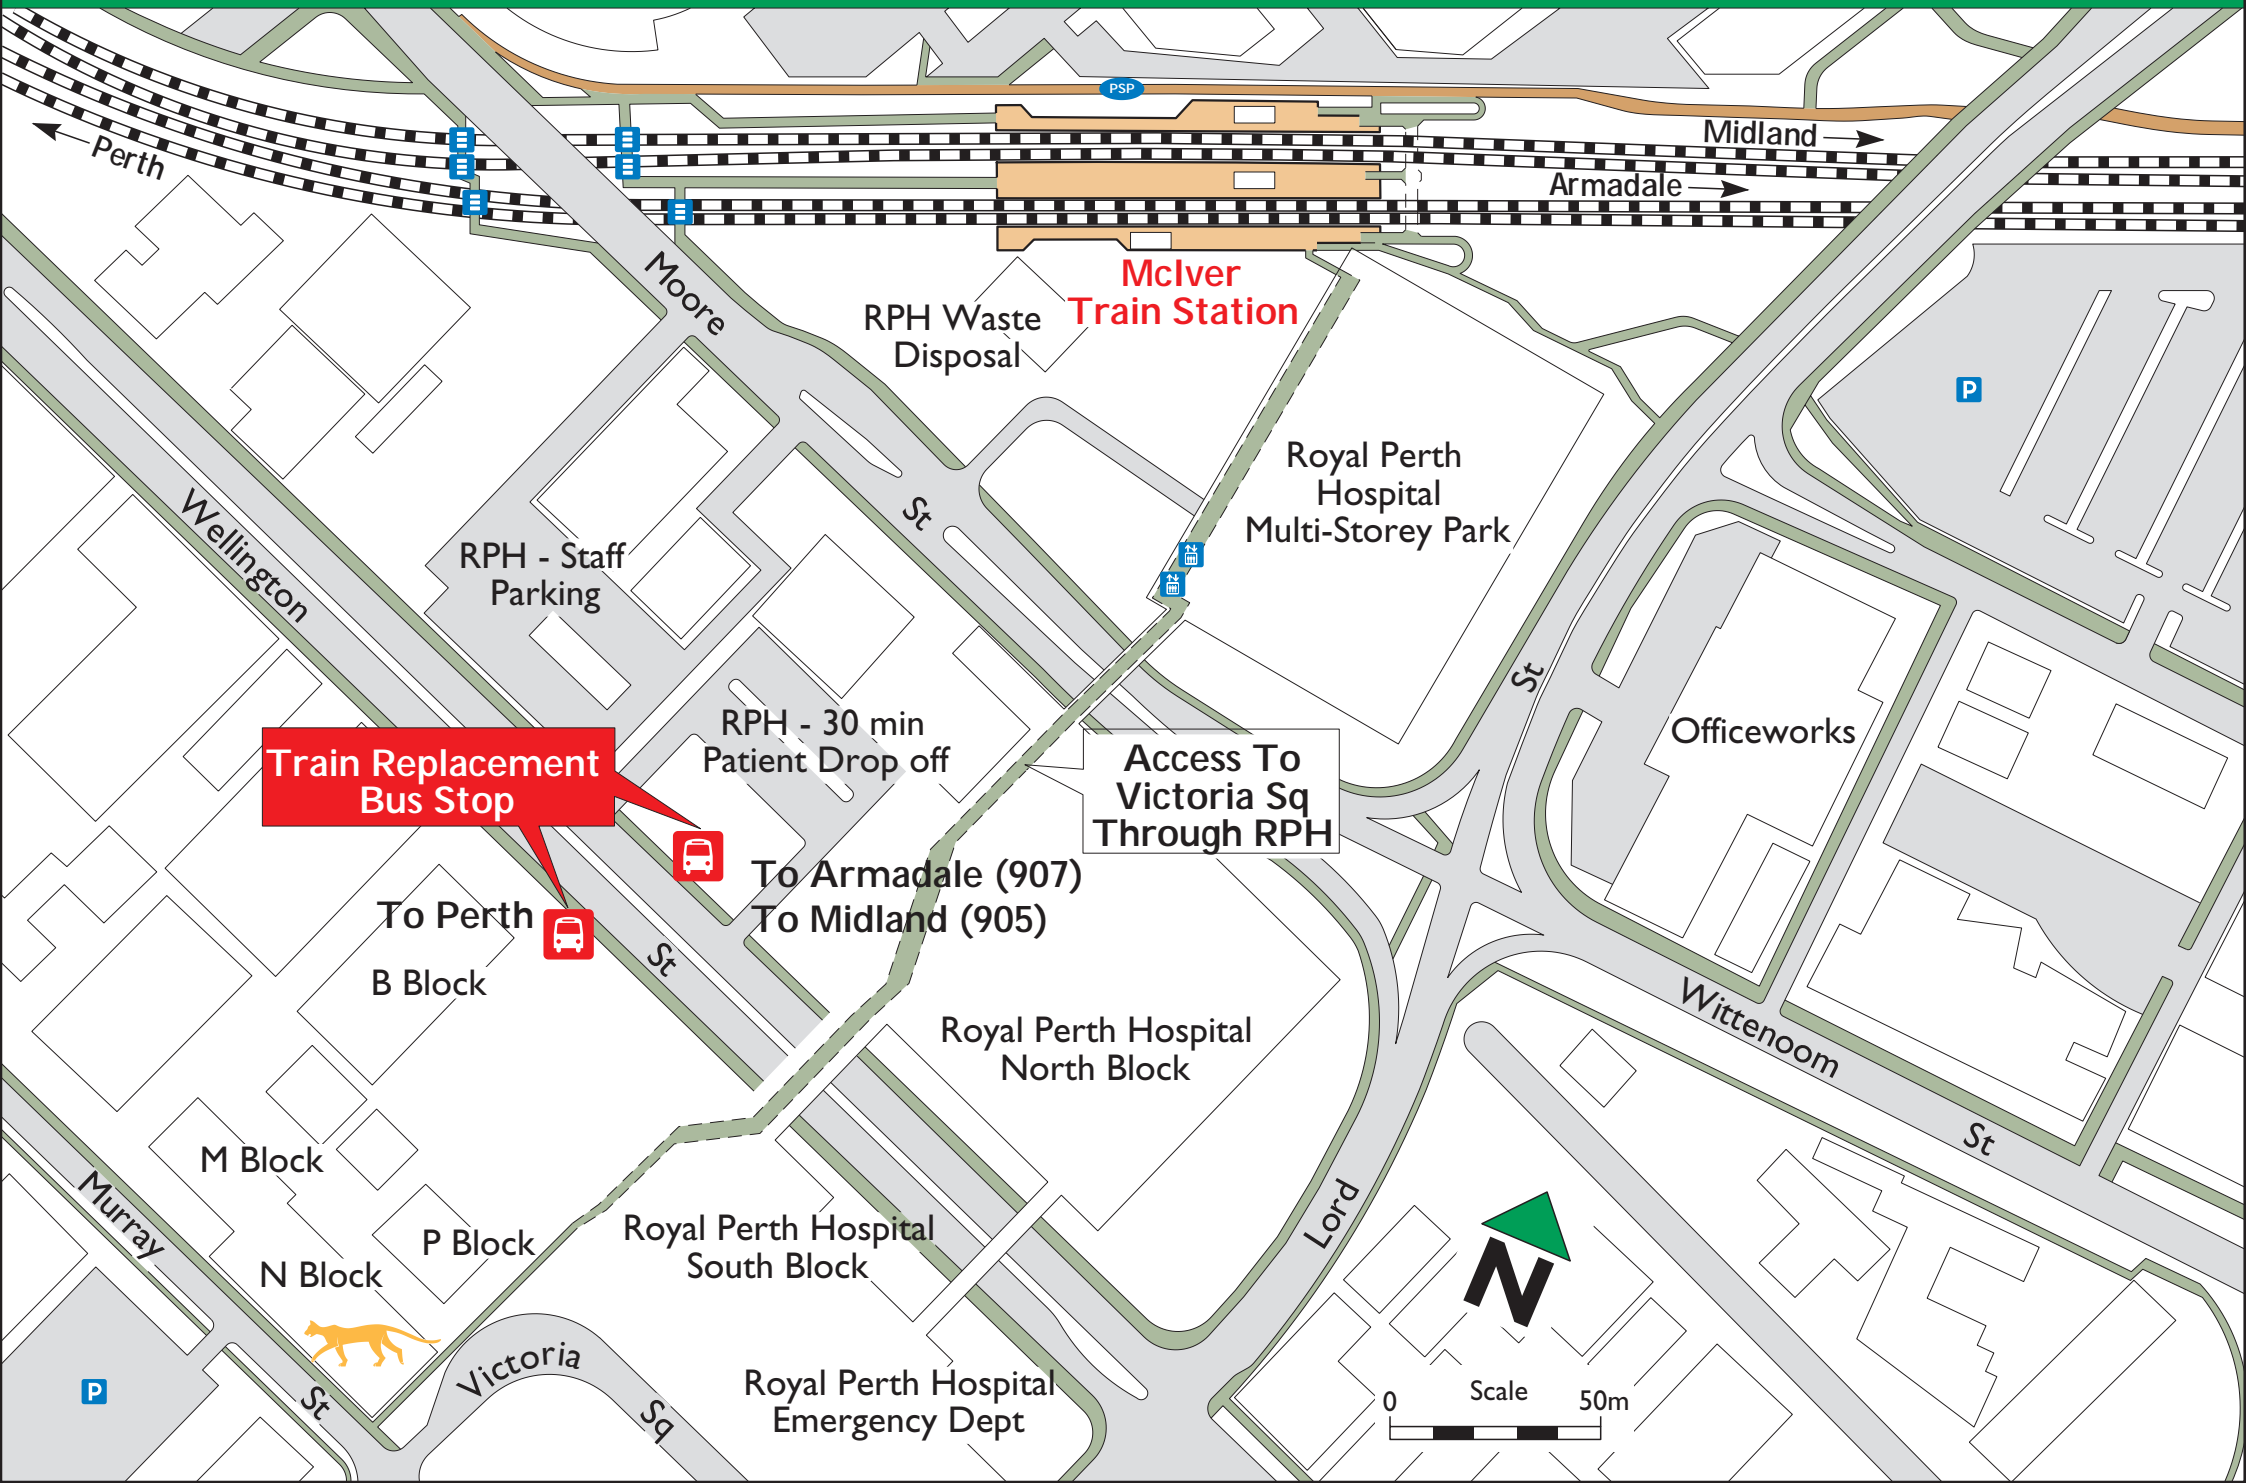 PSP
Midland
Perth
Armadale
Moore
McIver
Train Station
RPH Waste
Disposal
P
Royal Perth
Hospital
Multi-Storey Park
St
Wellington
RPH - Staff
Parking
St
Officeworks
RPH - 30 min
Patient Drop off
Train Replacement
Bus Stop
Access To
Victoria Sq
Through RPH
To Armadale (907)
To Midland (905)
To Perth
St
B Block
Wittenoom
Royal Perth Hospital
North Block
St
M Block
Murray
Lord
P Block
Royal Perth Hospital
South Block
N Block
N
Victoria
Sq
P
St
Royal Perth Hospital
Emergency Dept
0 Scale 50m